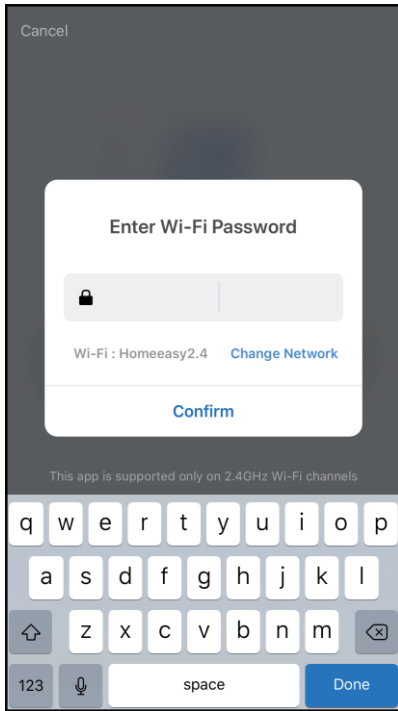 Cancel
Enter Wi-Fi Password
Wi-Fi : Homeeasy2.4 Change Network
Confirm
This app is supported only on 2.4GHz Wi-Fi channels
q w e r t y u i o p
a s d f g h j k l
z x c v b n m
123 space Done